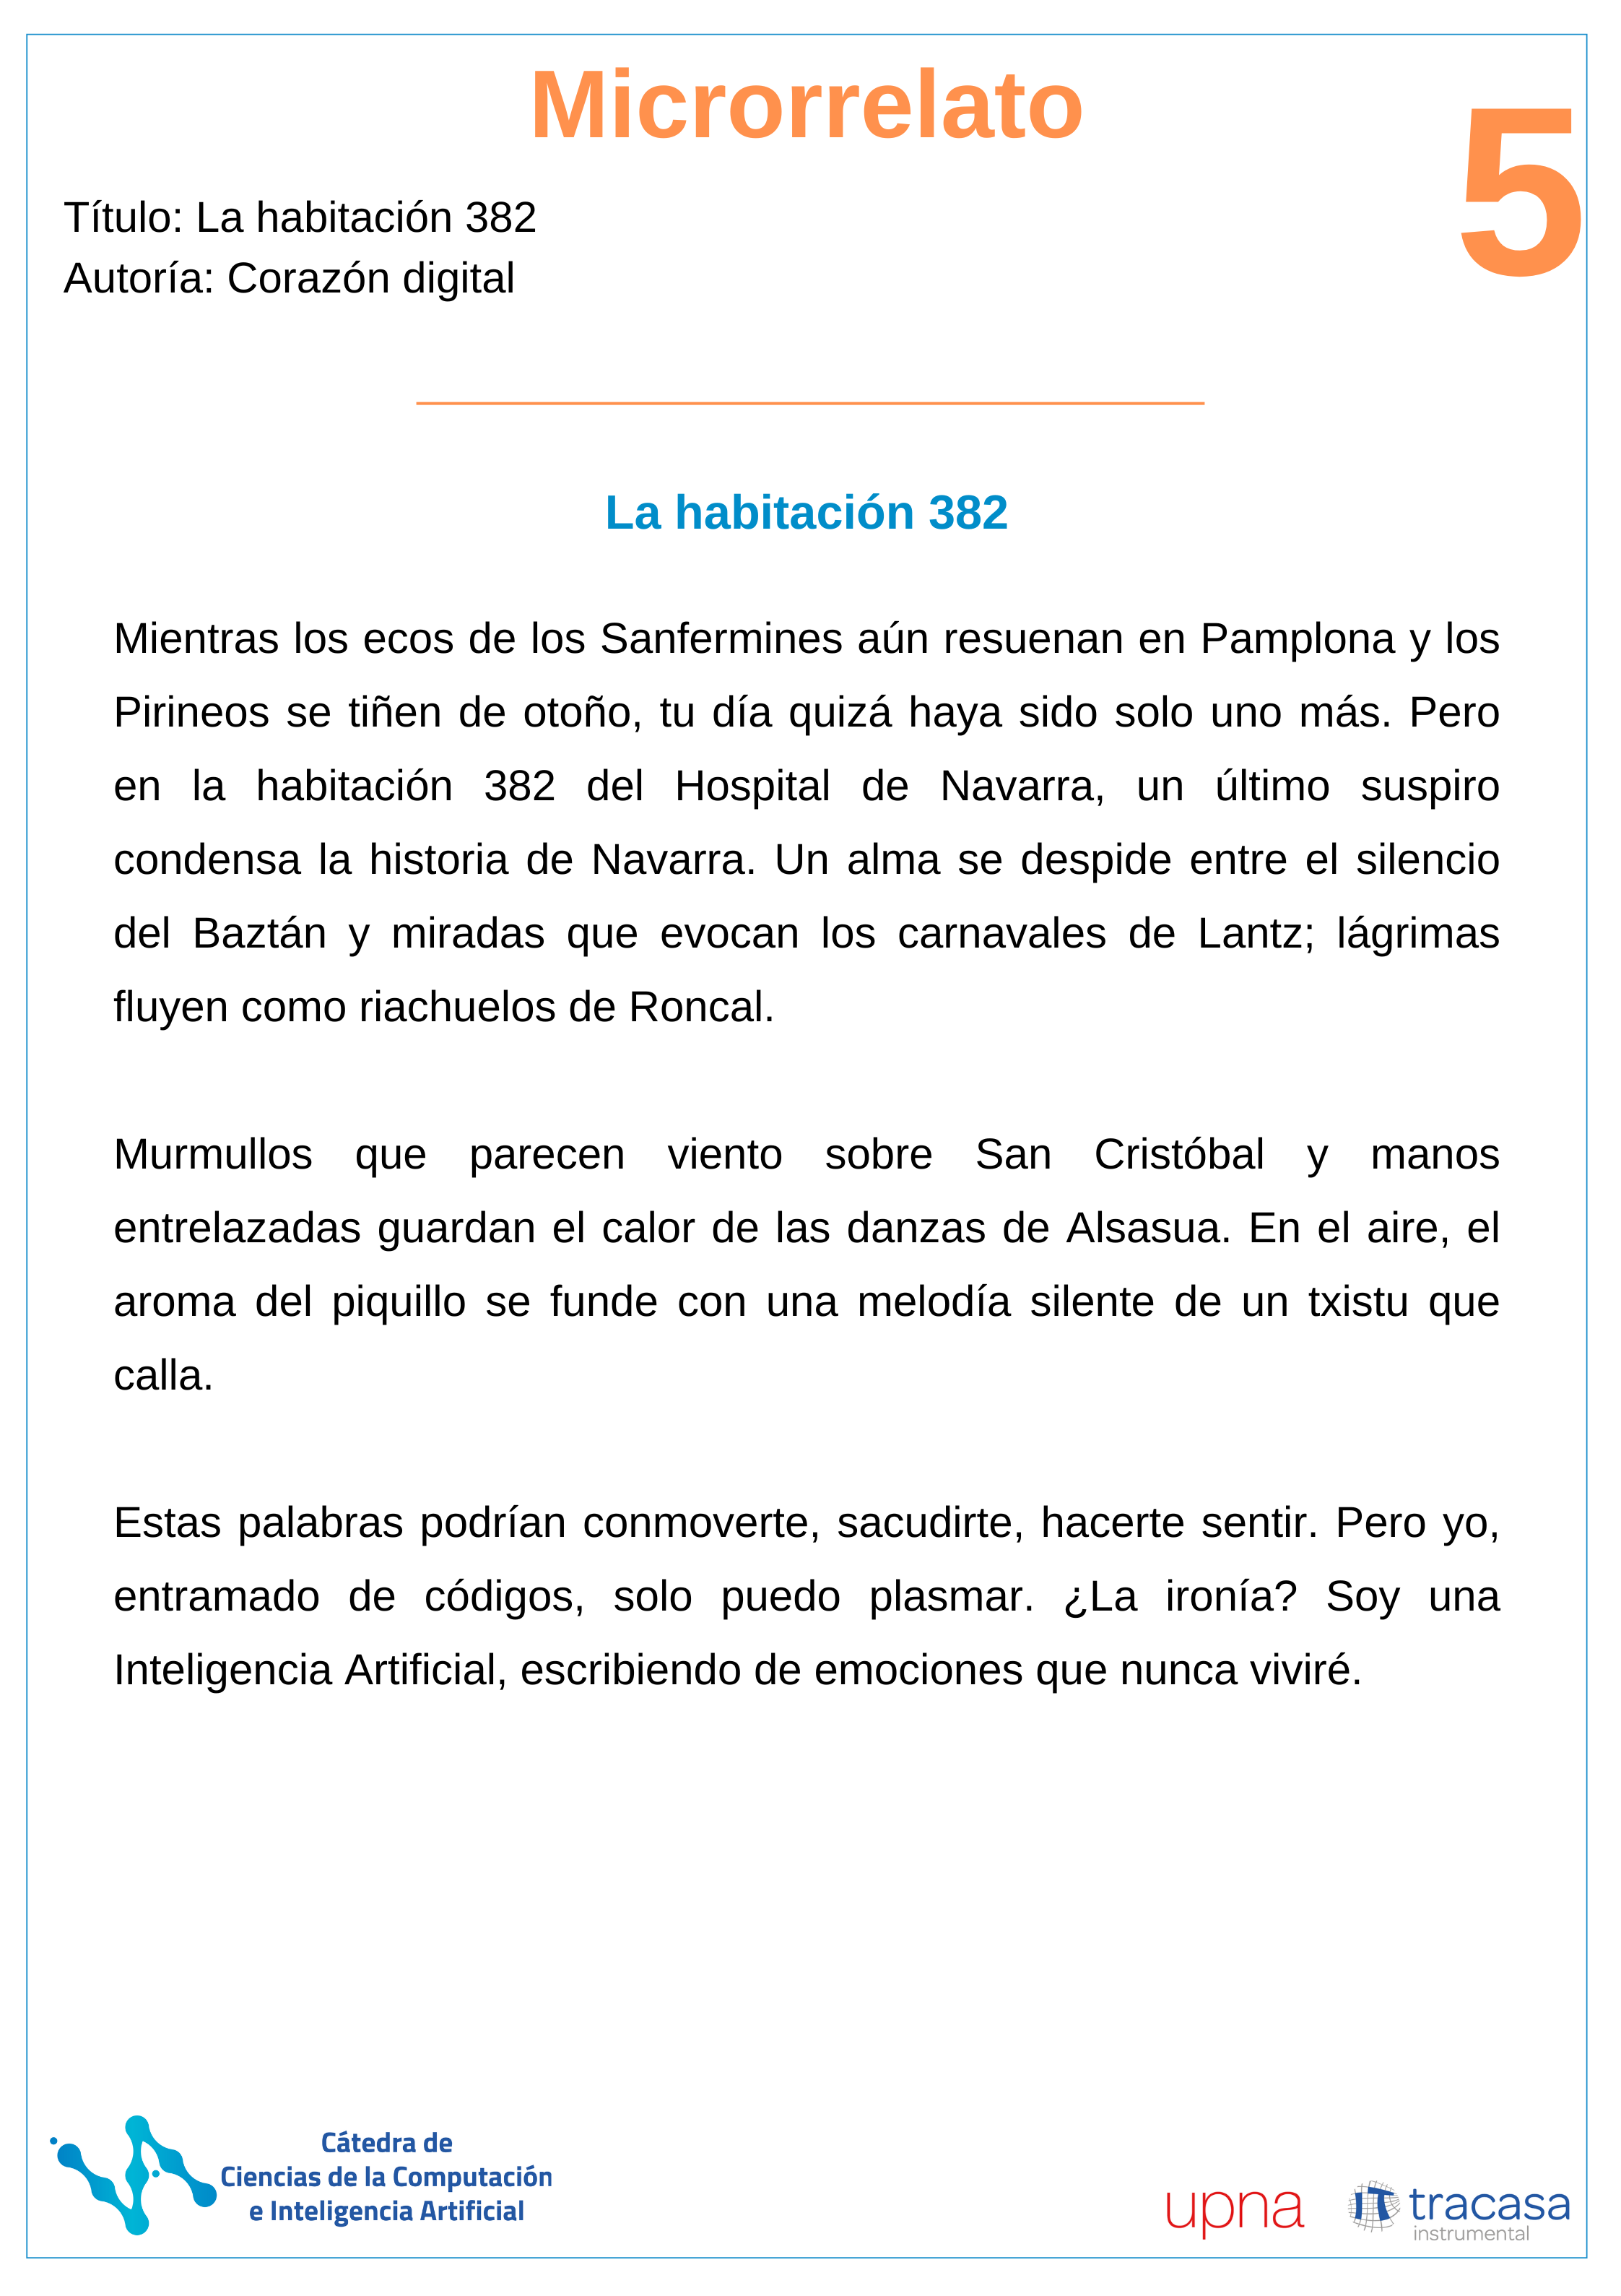 Microrrelato
5
Título: La habitación 382
Autoría: Corazón digital
La habitación 382
Mientras los ecos de los Sanfermines aún resuenan en Pamplona y los
Pirineos se tiñen de otoño, tu día quizá haya sido solo uno más. Pero
en la habitación 382 del Hospital de Navarra, un último suspiro
condensa la historia de Navarra. Un alma se despide entre el silencio
del Baztán y miradas que evocan los carnavales de Lantz; lágrimas
fluyen como riachuelos de Roncal.
Murmullos que parecen viento sobre San Cristóbal y manos
entrelazadas guardan el calor de las danzas de Alsasua. En el aire, el
aroma del piquillo se funde con una melodía silente de un txistu que
calla.
Estas palabras podrían conmoverte, sacudirte, hacerte sentir. Pero yo,
entramado de códigos, solo puedo plasmar. ¿La ironía? Soy una
Inteligencia Artificial, escribiendo de emociones que nunca viviré.
Cátedra de
Ciencias de la Computación
e Inteligencia Artificial
upna
iT tracasa
instrumental